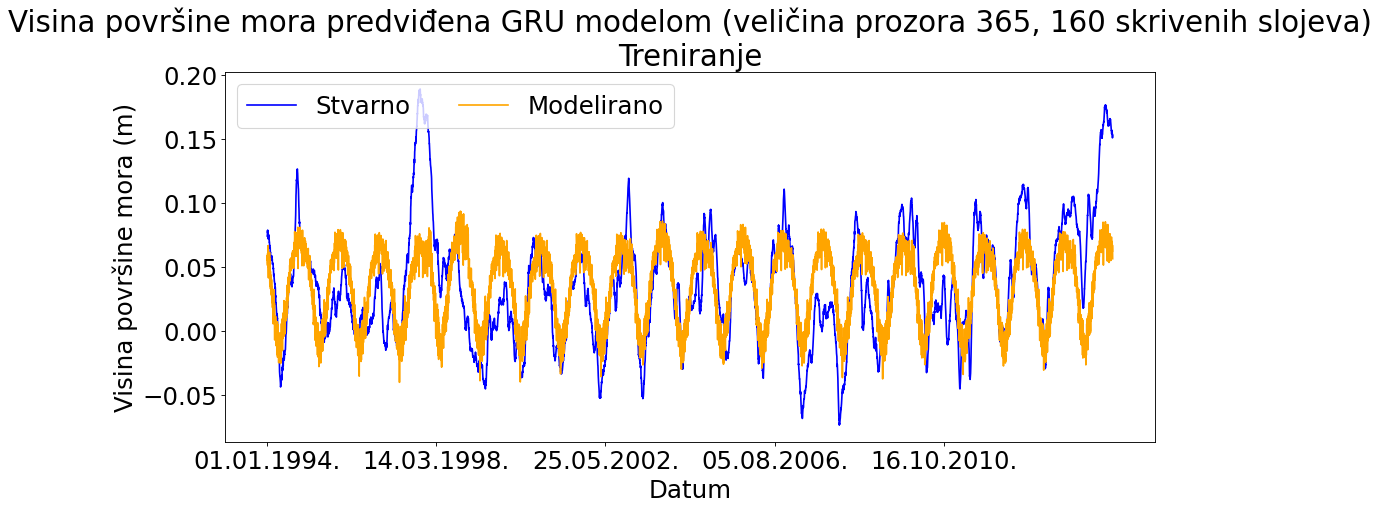 Visina površine mora predviđena GRU modelom (veličina prozora 365, 160 skrivenih slojeva)
Treniranje
Stvarno
Modelirano
Visina površine mora (m)
0.20
0.15
0.10
0.05
0.00
−0.05
01.01.1994.
14.03.1998.
25.05.2002.
05.08.2006.
16.10.2010.
Datum